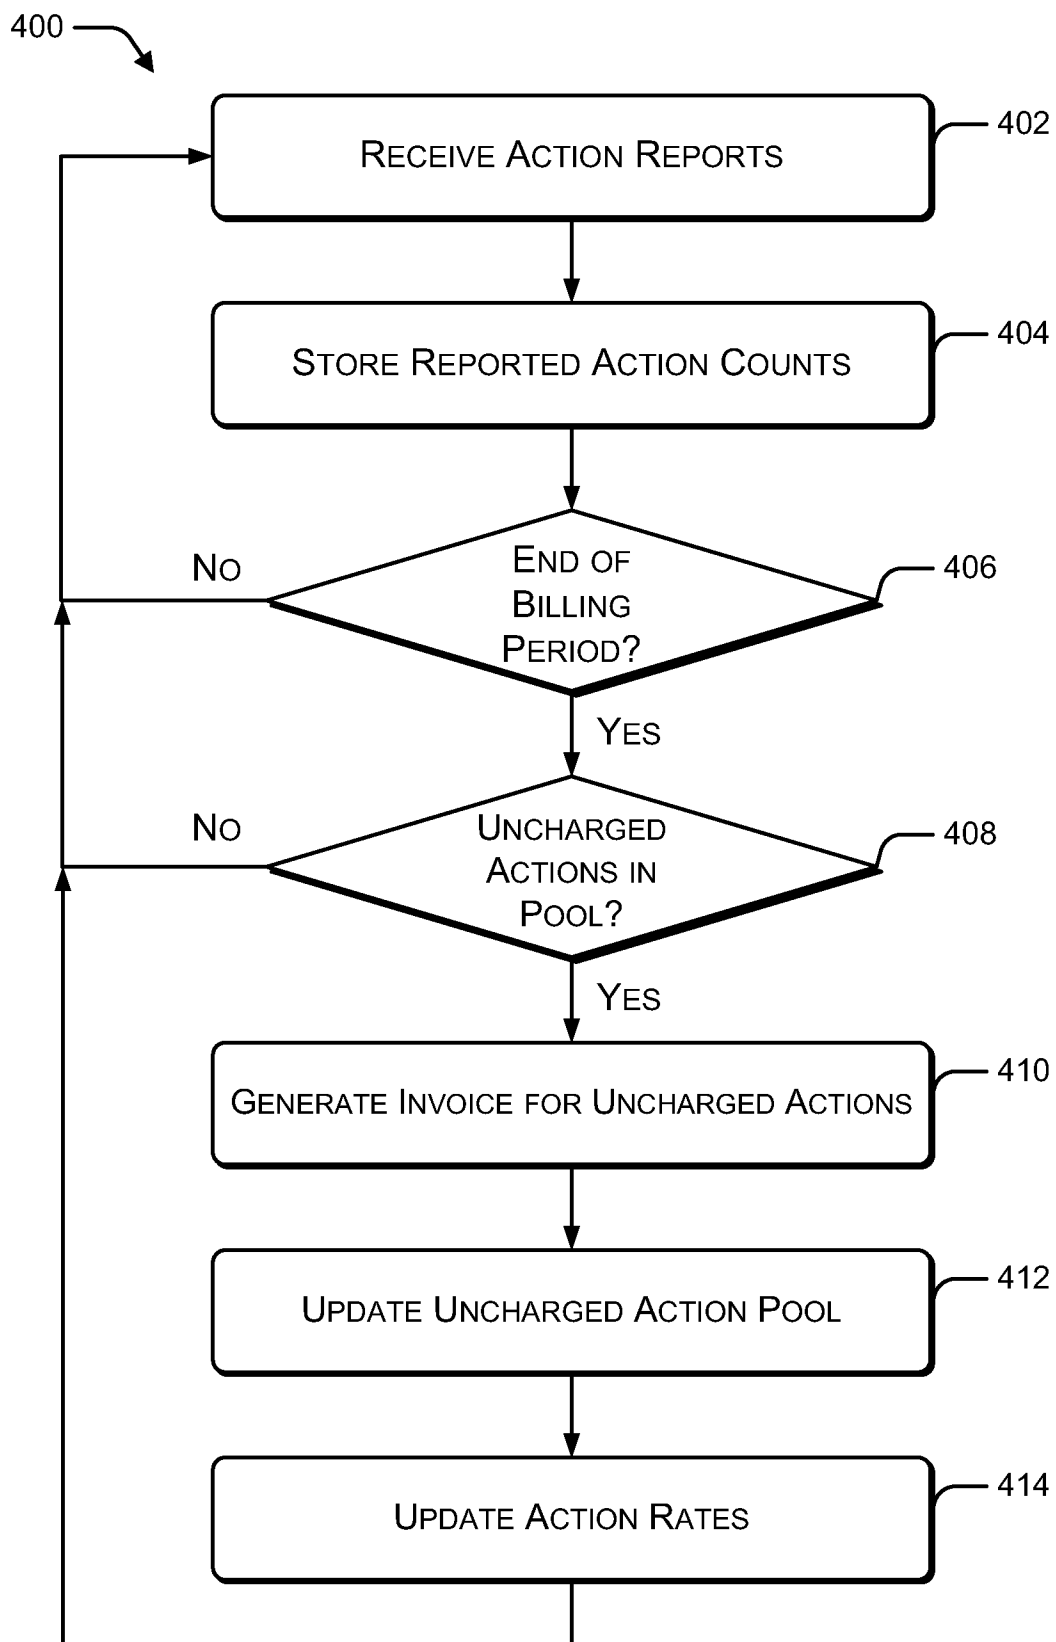 400
RECEIVE ACTION REPORTS
402
STORE REPORTED ACTION COUNTS
404
END OF
BILLING
PERIOD?
406
NO
YES
UNCHARGED
ACTIONS IN
POOL?
408
NO
YES
GENERATE INVOICE FOR UNCHARGED ACTIONS
410
UPDATE UNCHARGED ACTION POOL
412
UPDATE ACTION RATES
414